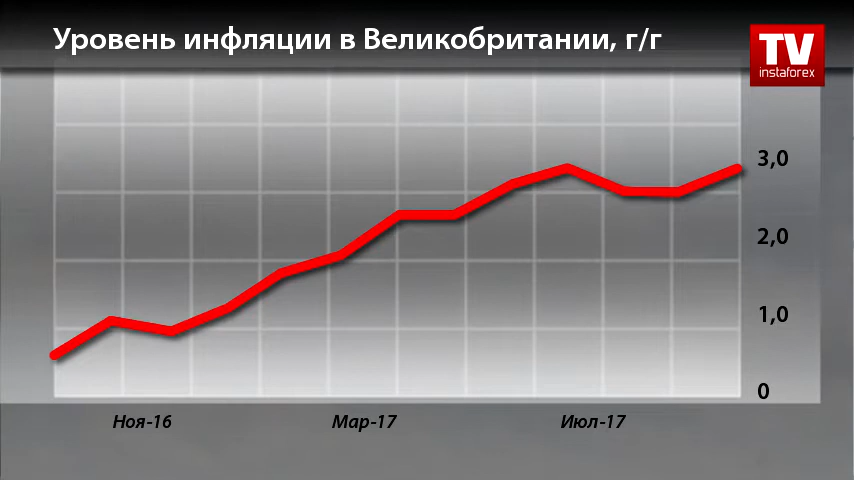 Уровень инфляции в Великобритании, г/г
TV
instaforex
3,0
2,0
1,0
0
Ноя-16 Мар-17 Июл-17